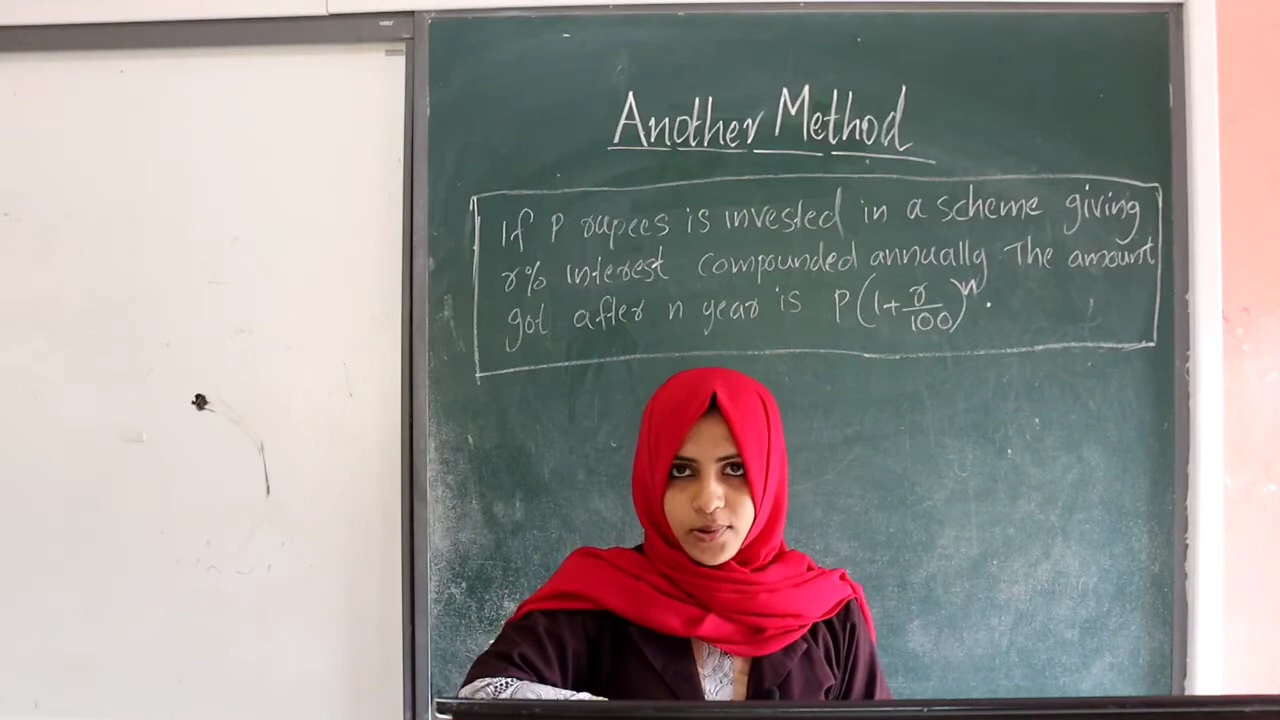 Another Method
If P rupees is invested in a scheme giving
r% interest compounded annually The amount
got after n year is P(1+r/100)^n.